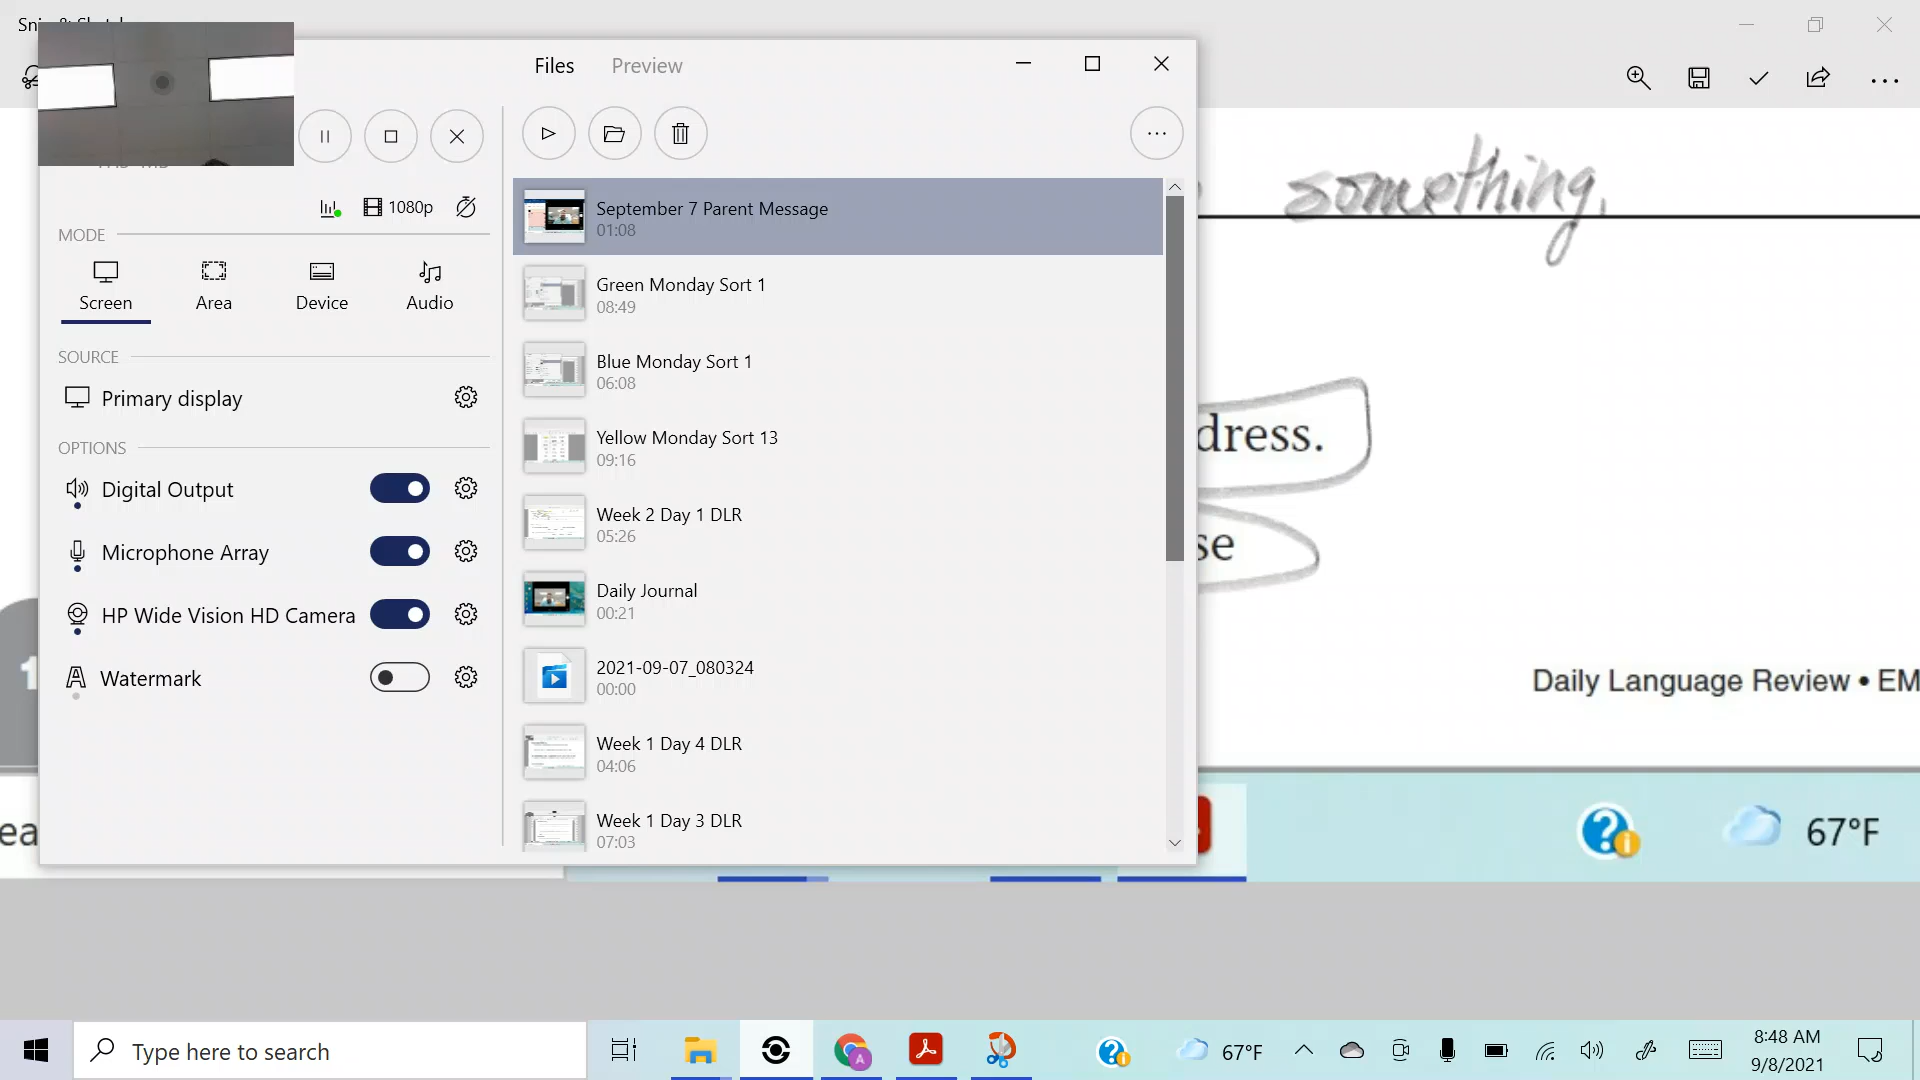 Files
Preview
1080p
MODE
Screen
Area
Device
Audio
SOURCE
Primary display
OPTIONS
Digital Output
Microphone Array
HP Wide Vision HD Camera
Watermark
September 7 Parent Message
01:08
Green Monday Sort 1
08:49
Blue Monday Sort 1
06:08
Yellow Monday Sort 13
09:16
Week 2 Day 1 DLR
05:26
Daily Journal
00:21
2021-09-07_080324
00:00
Week 1 Day 4 DLR
04:06
Week 1 Day 3 DLR
07:03
something,
dress.
se
Daily Language Review • EM
67°F
Type here to search
67°F
8:48 AM
9/8/2021